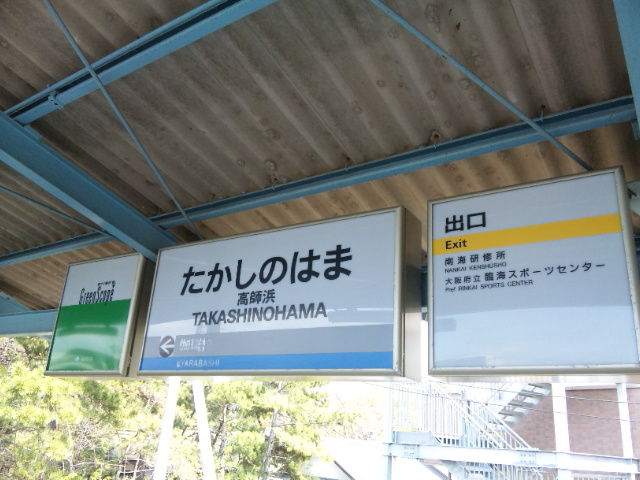 Green Scope
たかしのはま
高師浜
TAKASHINOHAMA
KYARABASHI
出口
Exit
南海研修所
NANKAI KENSHUSHO
大阪府立臨海スポーツセンター
Pref RINKAI SPORTS CENTER